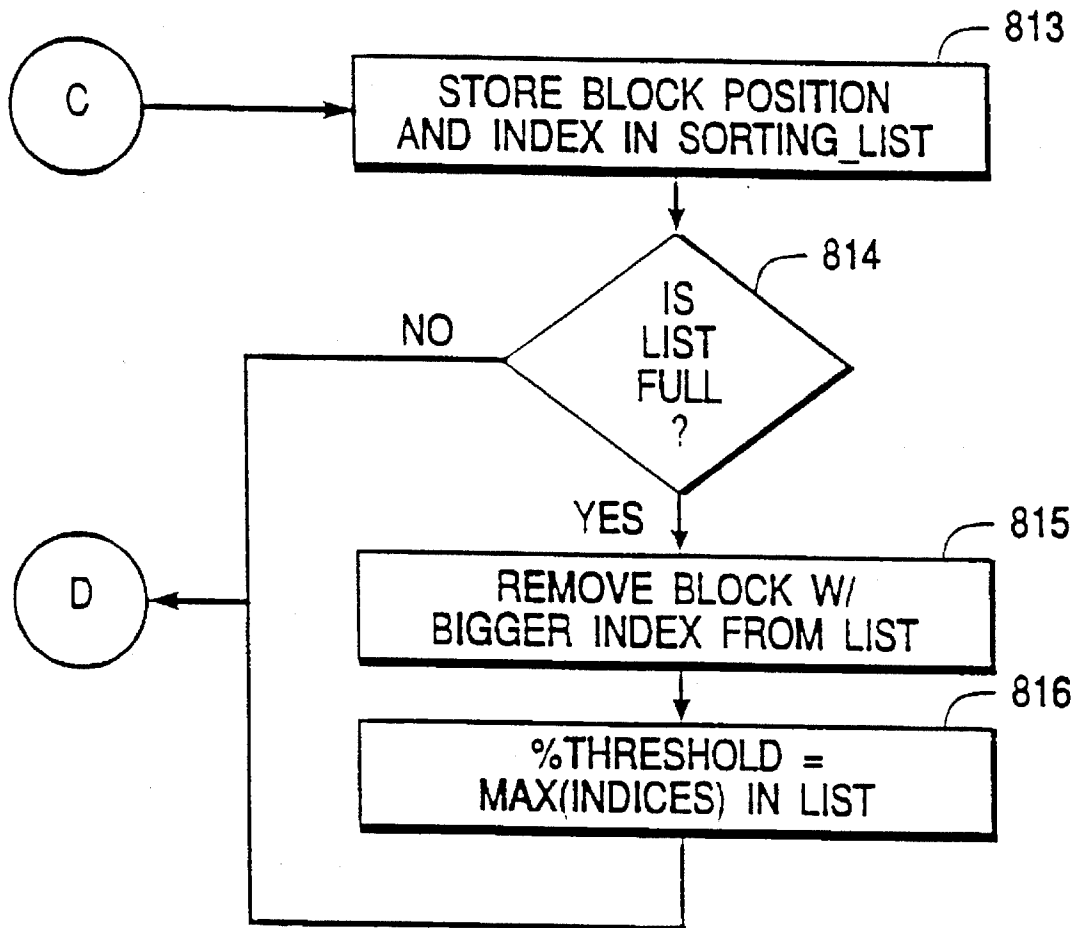 813
C
STORE BLOCK POSITION
AND INDEX IN SORTING_LIST
814
IS
LIST
FULL
?
NO
YES
815
D
REMOVE BLOCK W/
BIGGER INDEX FROM LIST
816
%THRESHOLD =
MAX(INDICES) IN LIST